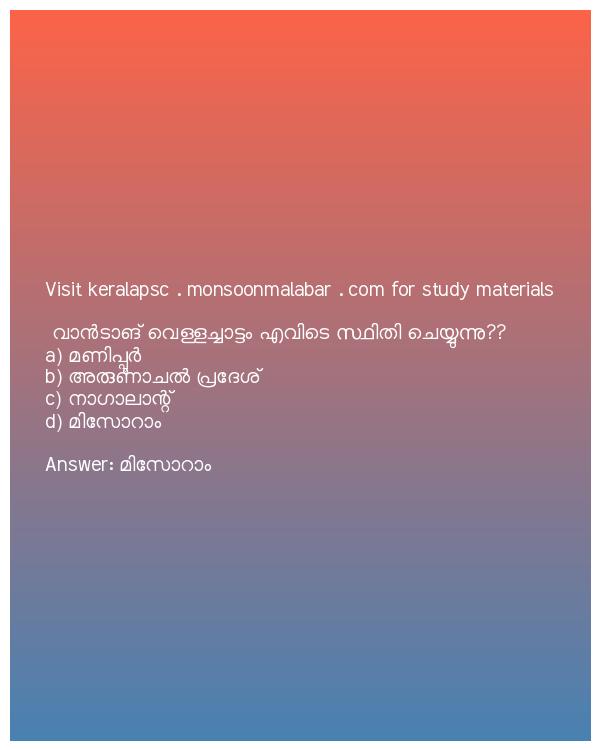 Visit keralapsc . monsoonmalabar . com for study materials
വാൻടാങ് വെള്ളച്ചാട്ടം എവിടെ സ്ഥിതി ചെയ്യുന്നു??
a) മണിപ്പൂർ
b) അരുണാചൽ പ്രദേശ്
c) നാഗാലാന്റ്
d) മിസോറാം
Answer: മിസോറാം